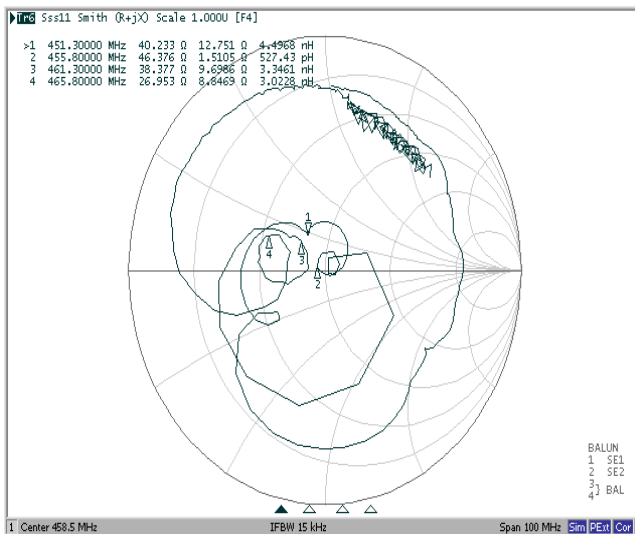 Tr6 Sss11 Smith (R+jX) Scale 1.000U [F4]
>1 451.30000 MHz 40.233 Ω 12.751 Ω 4.4968 nH
2 455.80000 MHz 46.376 Ω 1.5105 Ω 527.43 pH
3 461.30000 MHz 38.377 Ω 9.6986 Ω 3.3461 nH
4 465.80000 MHz 26.953 Ω 8.8469 Ω 3.0228 nH
1
4
3
2
BALUN
1 SE1
2 SE2
3
4 } BAL
1 Center 458.5 MHz IFBW 15 kHz Span 100 MHz Sim PExt Cor